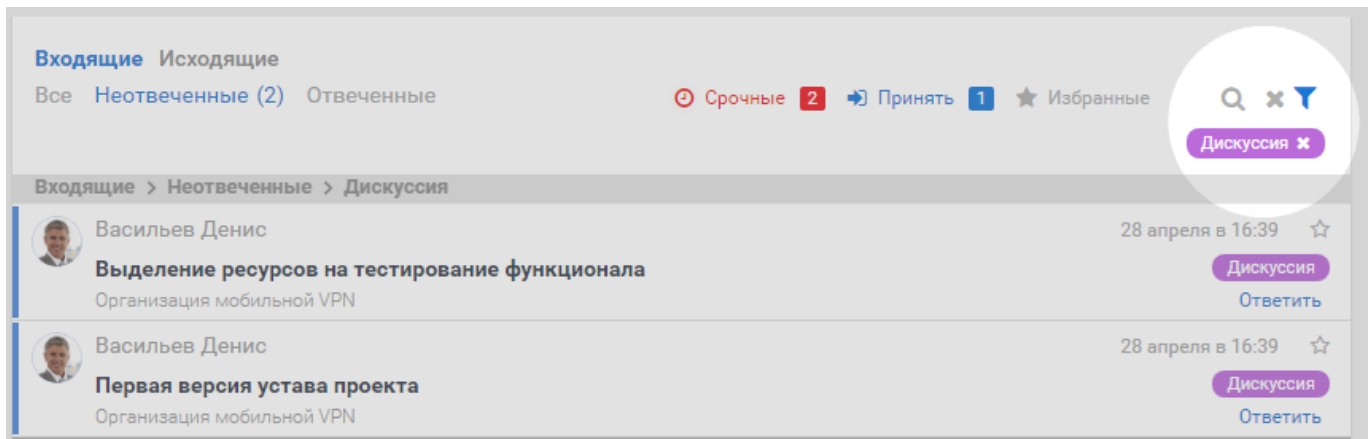 Входящие Исходящие
Все Неотвеченные (2) Отвеченные Срочные 2 Принять 1 Избранные
Дискуссия
Входящие > Неотвеченные > Дискуссия
Васильев Денис 28 апреля в 16:39
Выделение ресурсов на тестирование функционала Дискуссия
Организация мобильной VPN Ответить
Васильев Денис 28 апреля в 16:39
Первая версия устава проекта Дискуссия
Организация мобильной VPN Ответить